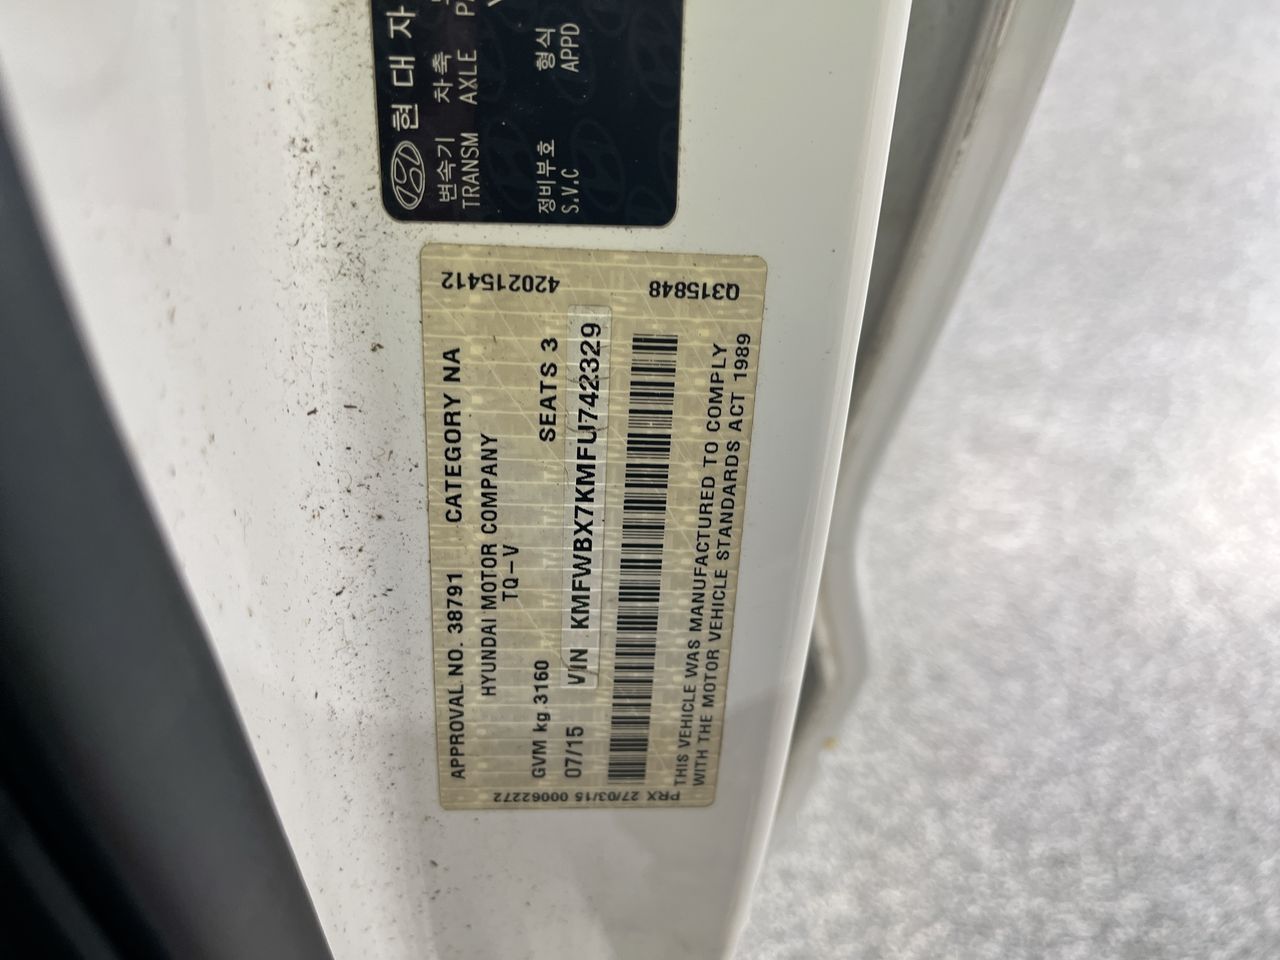 현대자
변속기 차축
TRANSM AXLE
정비부호 형식
S.V.C APPD
420215412
Q315848
APPROVAL NO. 38791 CATEGORY NA
HYUNDAI MOTOR COMPANY
TQ-V
GVM kg 3160 SEATS 3
07/15 VIN KMFWBX7KMFU742329
THIS VEHICLE WAS MANUFACTURED TO COMPLY
WITH THE MOTOR VEHICLE STANDARDS ACT 1989
PRX 27/03/15 00062272